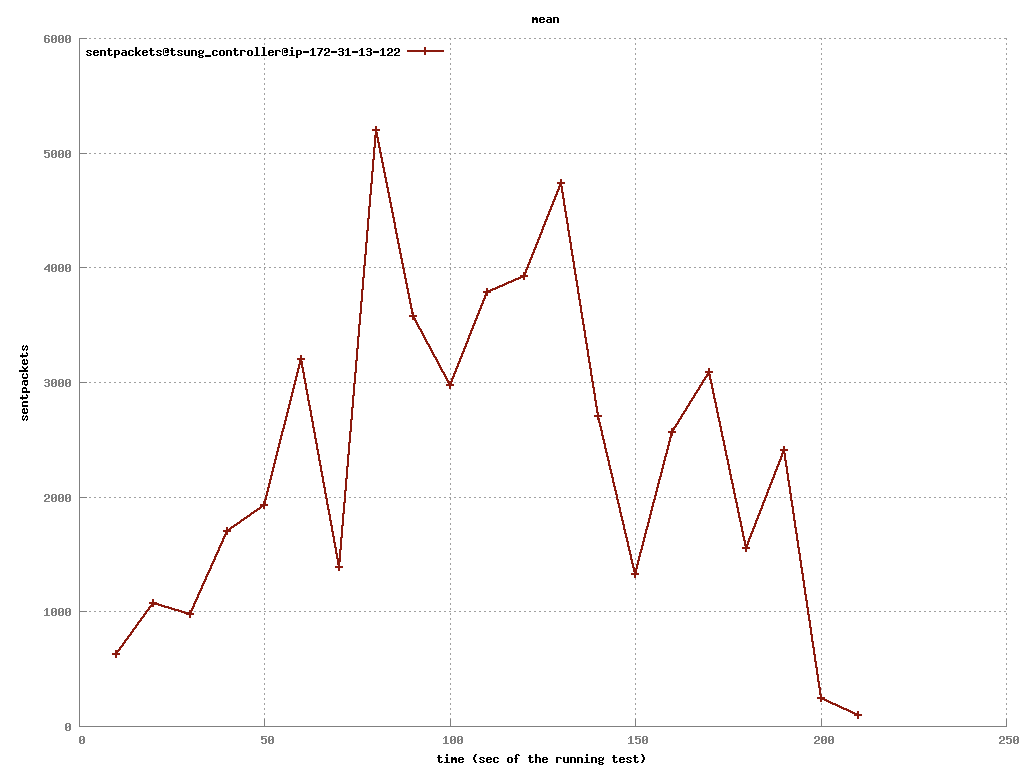 mean
6000
sentpackets@tsung_controller@ip-172-31-13-122
5000
4000
3000
2000
1000
0
sentpackets
0 50 100 150 200 250
time (sec of the running test)